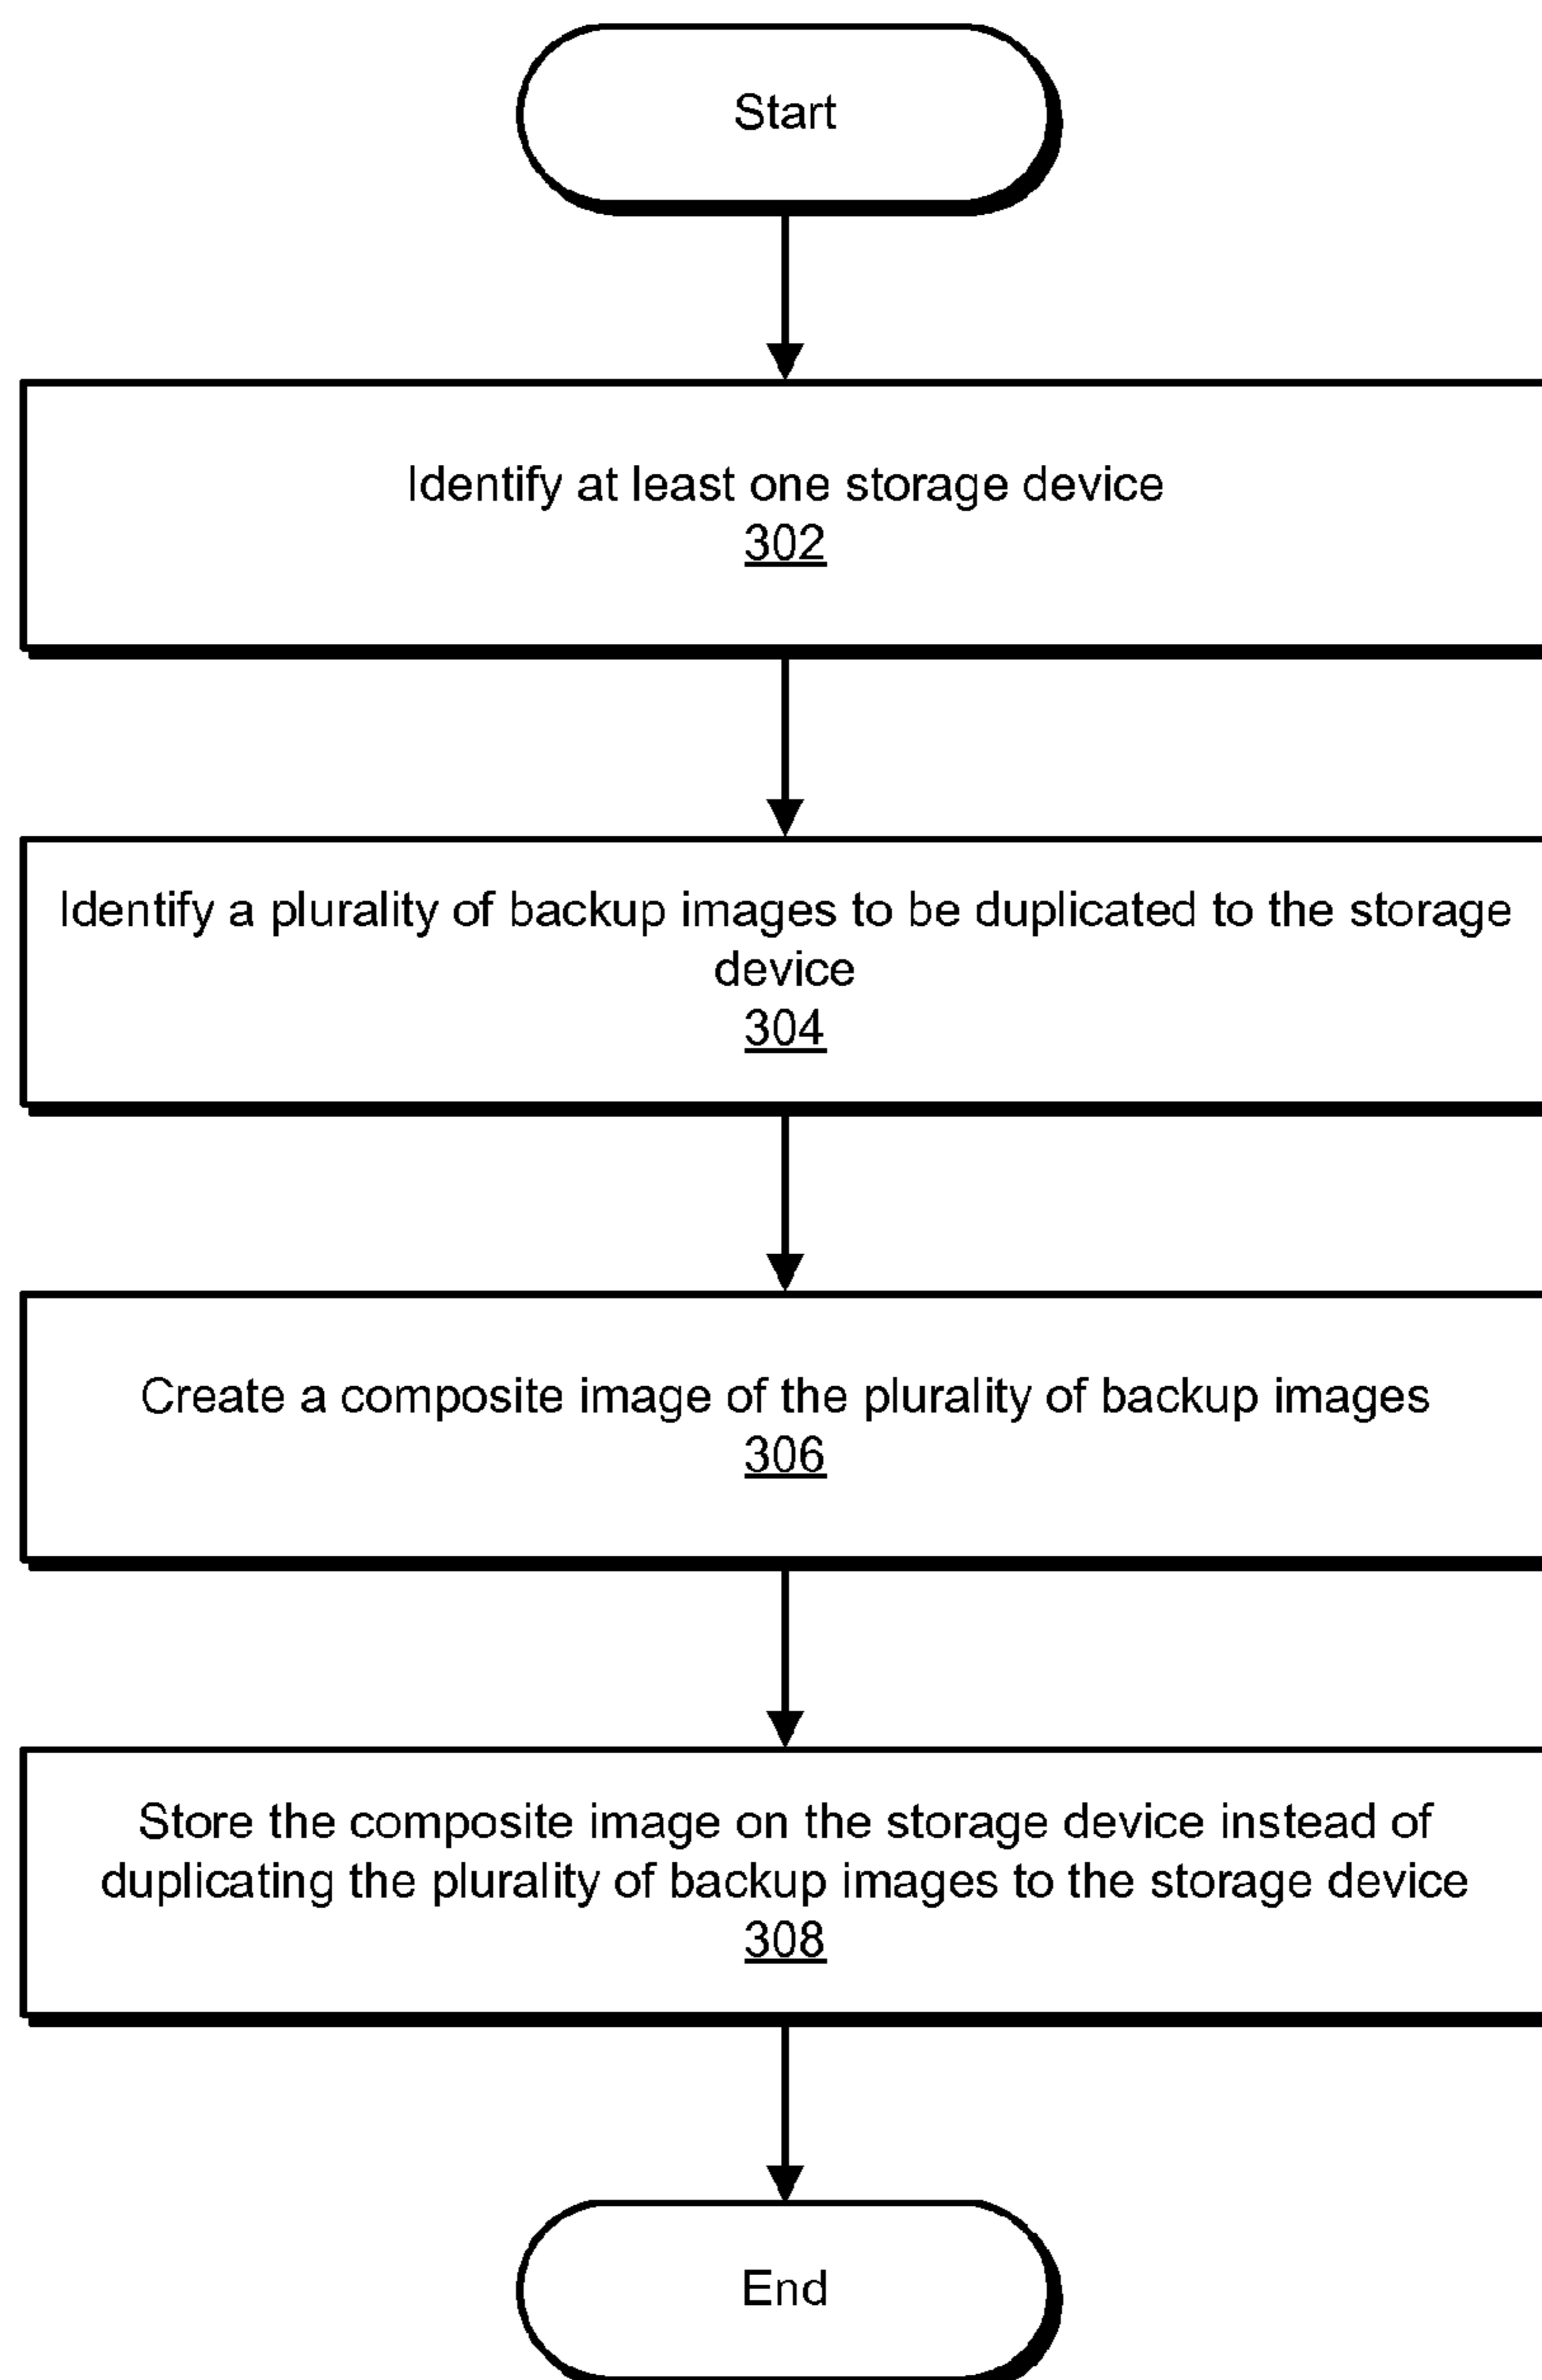 Start
Identify at least one storage device
302
Identify a plurality of backup images to be duplicated to the storage
device
304
Create a composite image of the plurality of backup images
306
Store the composite image on the storage device instead of
duplicating the plurality of backup images to the storage device
308
End